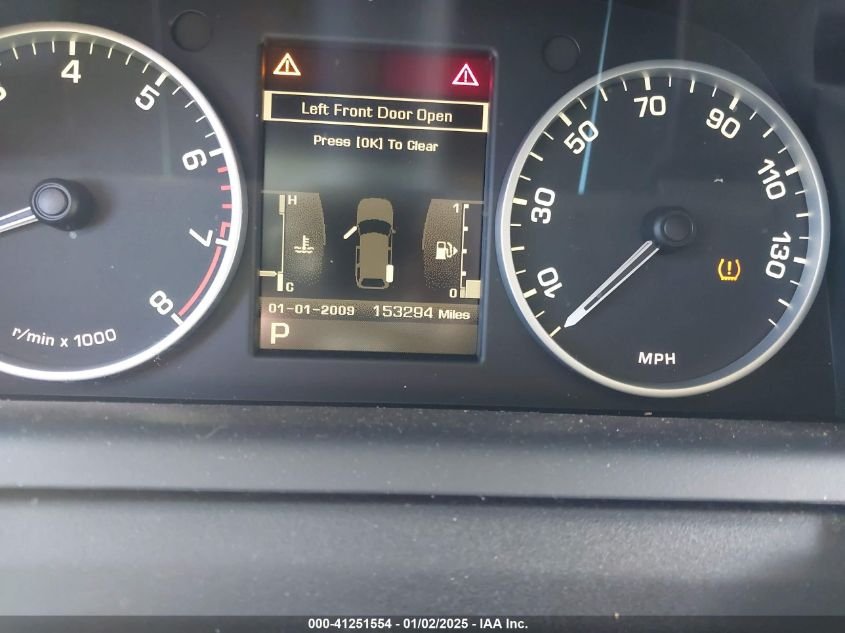 4
5
6
7
8
r/min x 1000
Left Front Door Open
Press [OK] To Clear
H
C
1
0
01-01-2009 153294 Miles
P
10
30
50
70
90
110
130
MPH
000-41251554 - 01/02/2025 - IAA Inc.